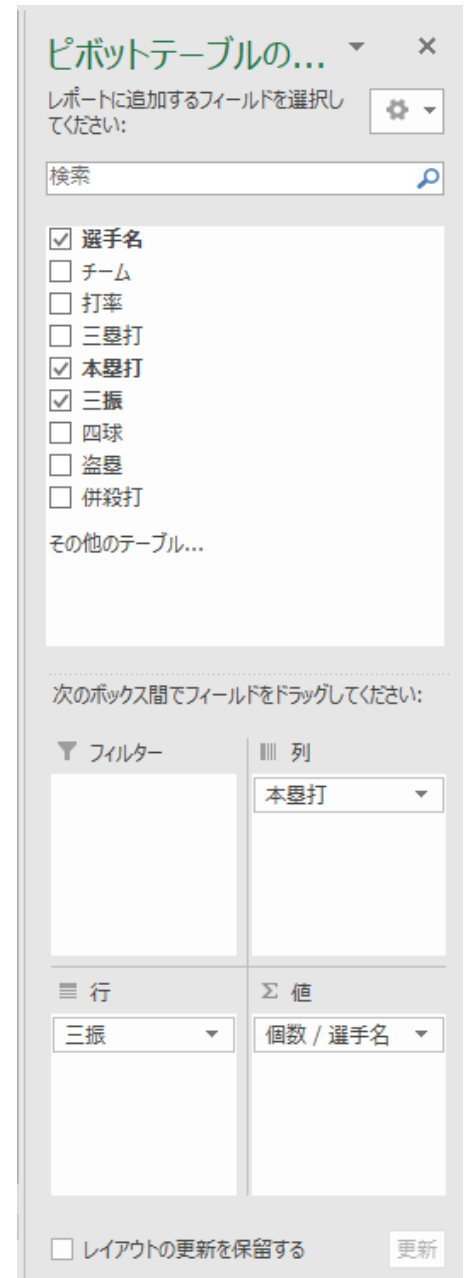 ピボットテーブルの...
レポートに追加するフィールドを選択し
てください:
検索
選手名
チーム
打率
三塁打
本塁打
三振
四球
盗塁
併殺打
その他のテーブル...
次のボックス間でフィールドをドラッグしてください:
フィルター
列
本塁打
行
Σ 値
三振
個数 / 選手名
レイアウトの更新を保留する
更新